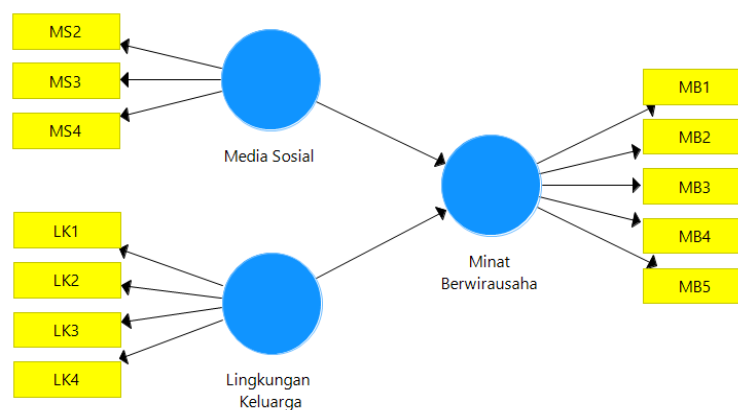 MS2
MS3
MS4
Media Sosial
LK1
LK2
LK3
LK4
Lingkungan
Keluarga
Minat
Berwirausaha
MB1
MB2
MB3
MB4
MB5